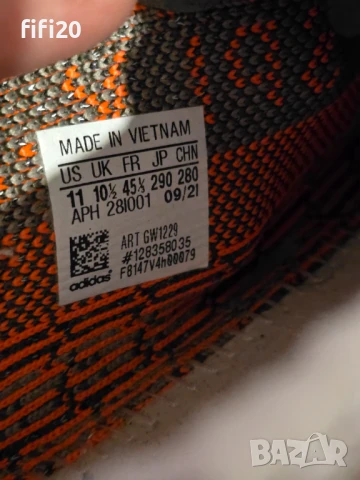 fifi20
MADE IN VIETNAM
US UK FR JP CHN
11 10½ 45⅓ 290 280
APH 28I001 09/21
ART GW1229
#128358035
F8147V4h00079
adidas
BAZAR